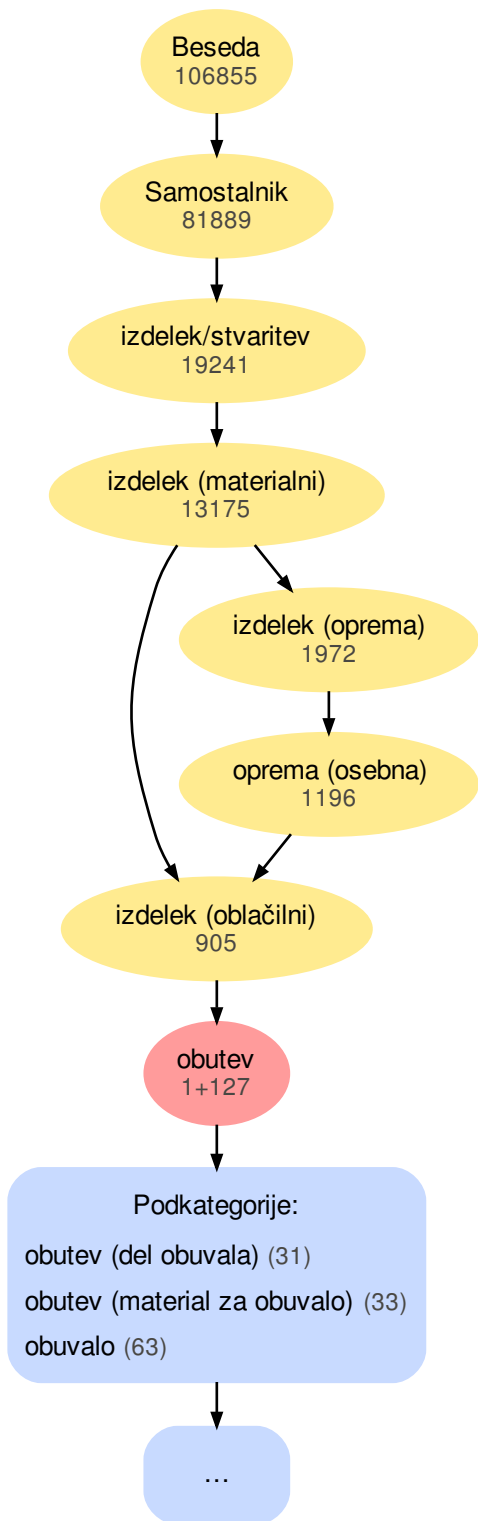 Beseda
106855
Samostalnik
81889
izdelek/stvaritev
19241
izdelek (materialni)
13175
izdelek (oprema)
1972
oprema (osebna)
1196
izdelek (oblačilni)
905
obutev
1+127
Podkategorije:
obutev (del obuvala) (31)
obutev (material za obuvalo) (33)
obuvalo (63)
...